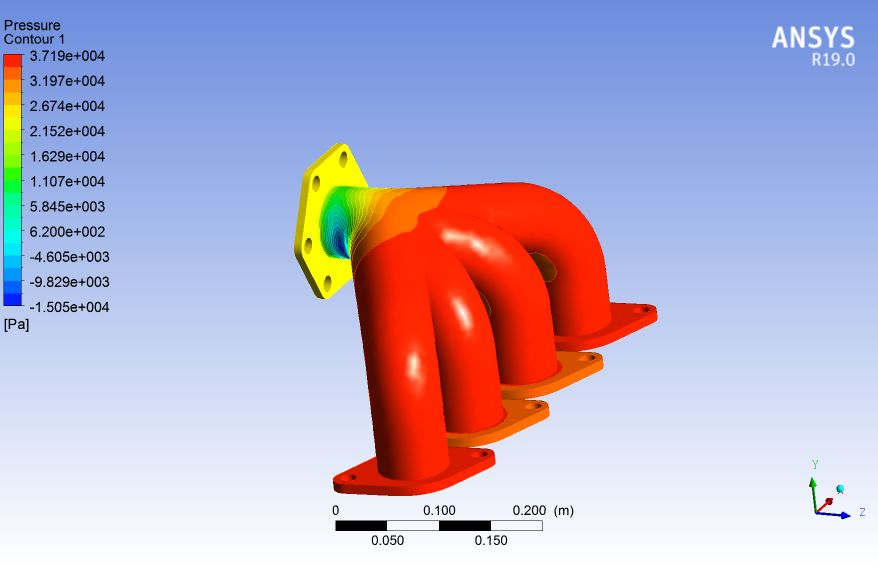 Pressure
Contour 1
3.719e+004
3.197e+004
2.674e+004
2.152e+004
1.629e+004
1.107e+004
5.845e+003
6.200e+002
-4.605e+003
-9.829e+003
-1.505e+004
[Pa]
ANSYS
R19.0
0 0.100 0.200 (m)
0.050 0.150
Y
Z